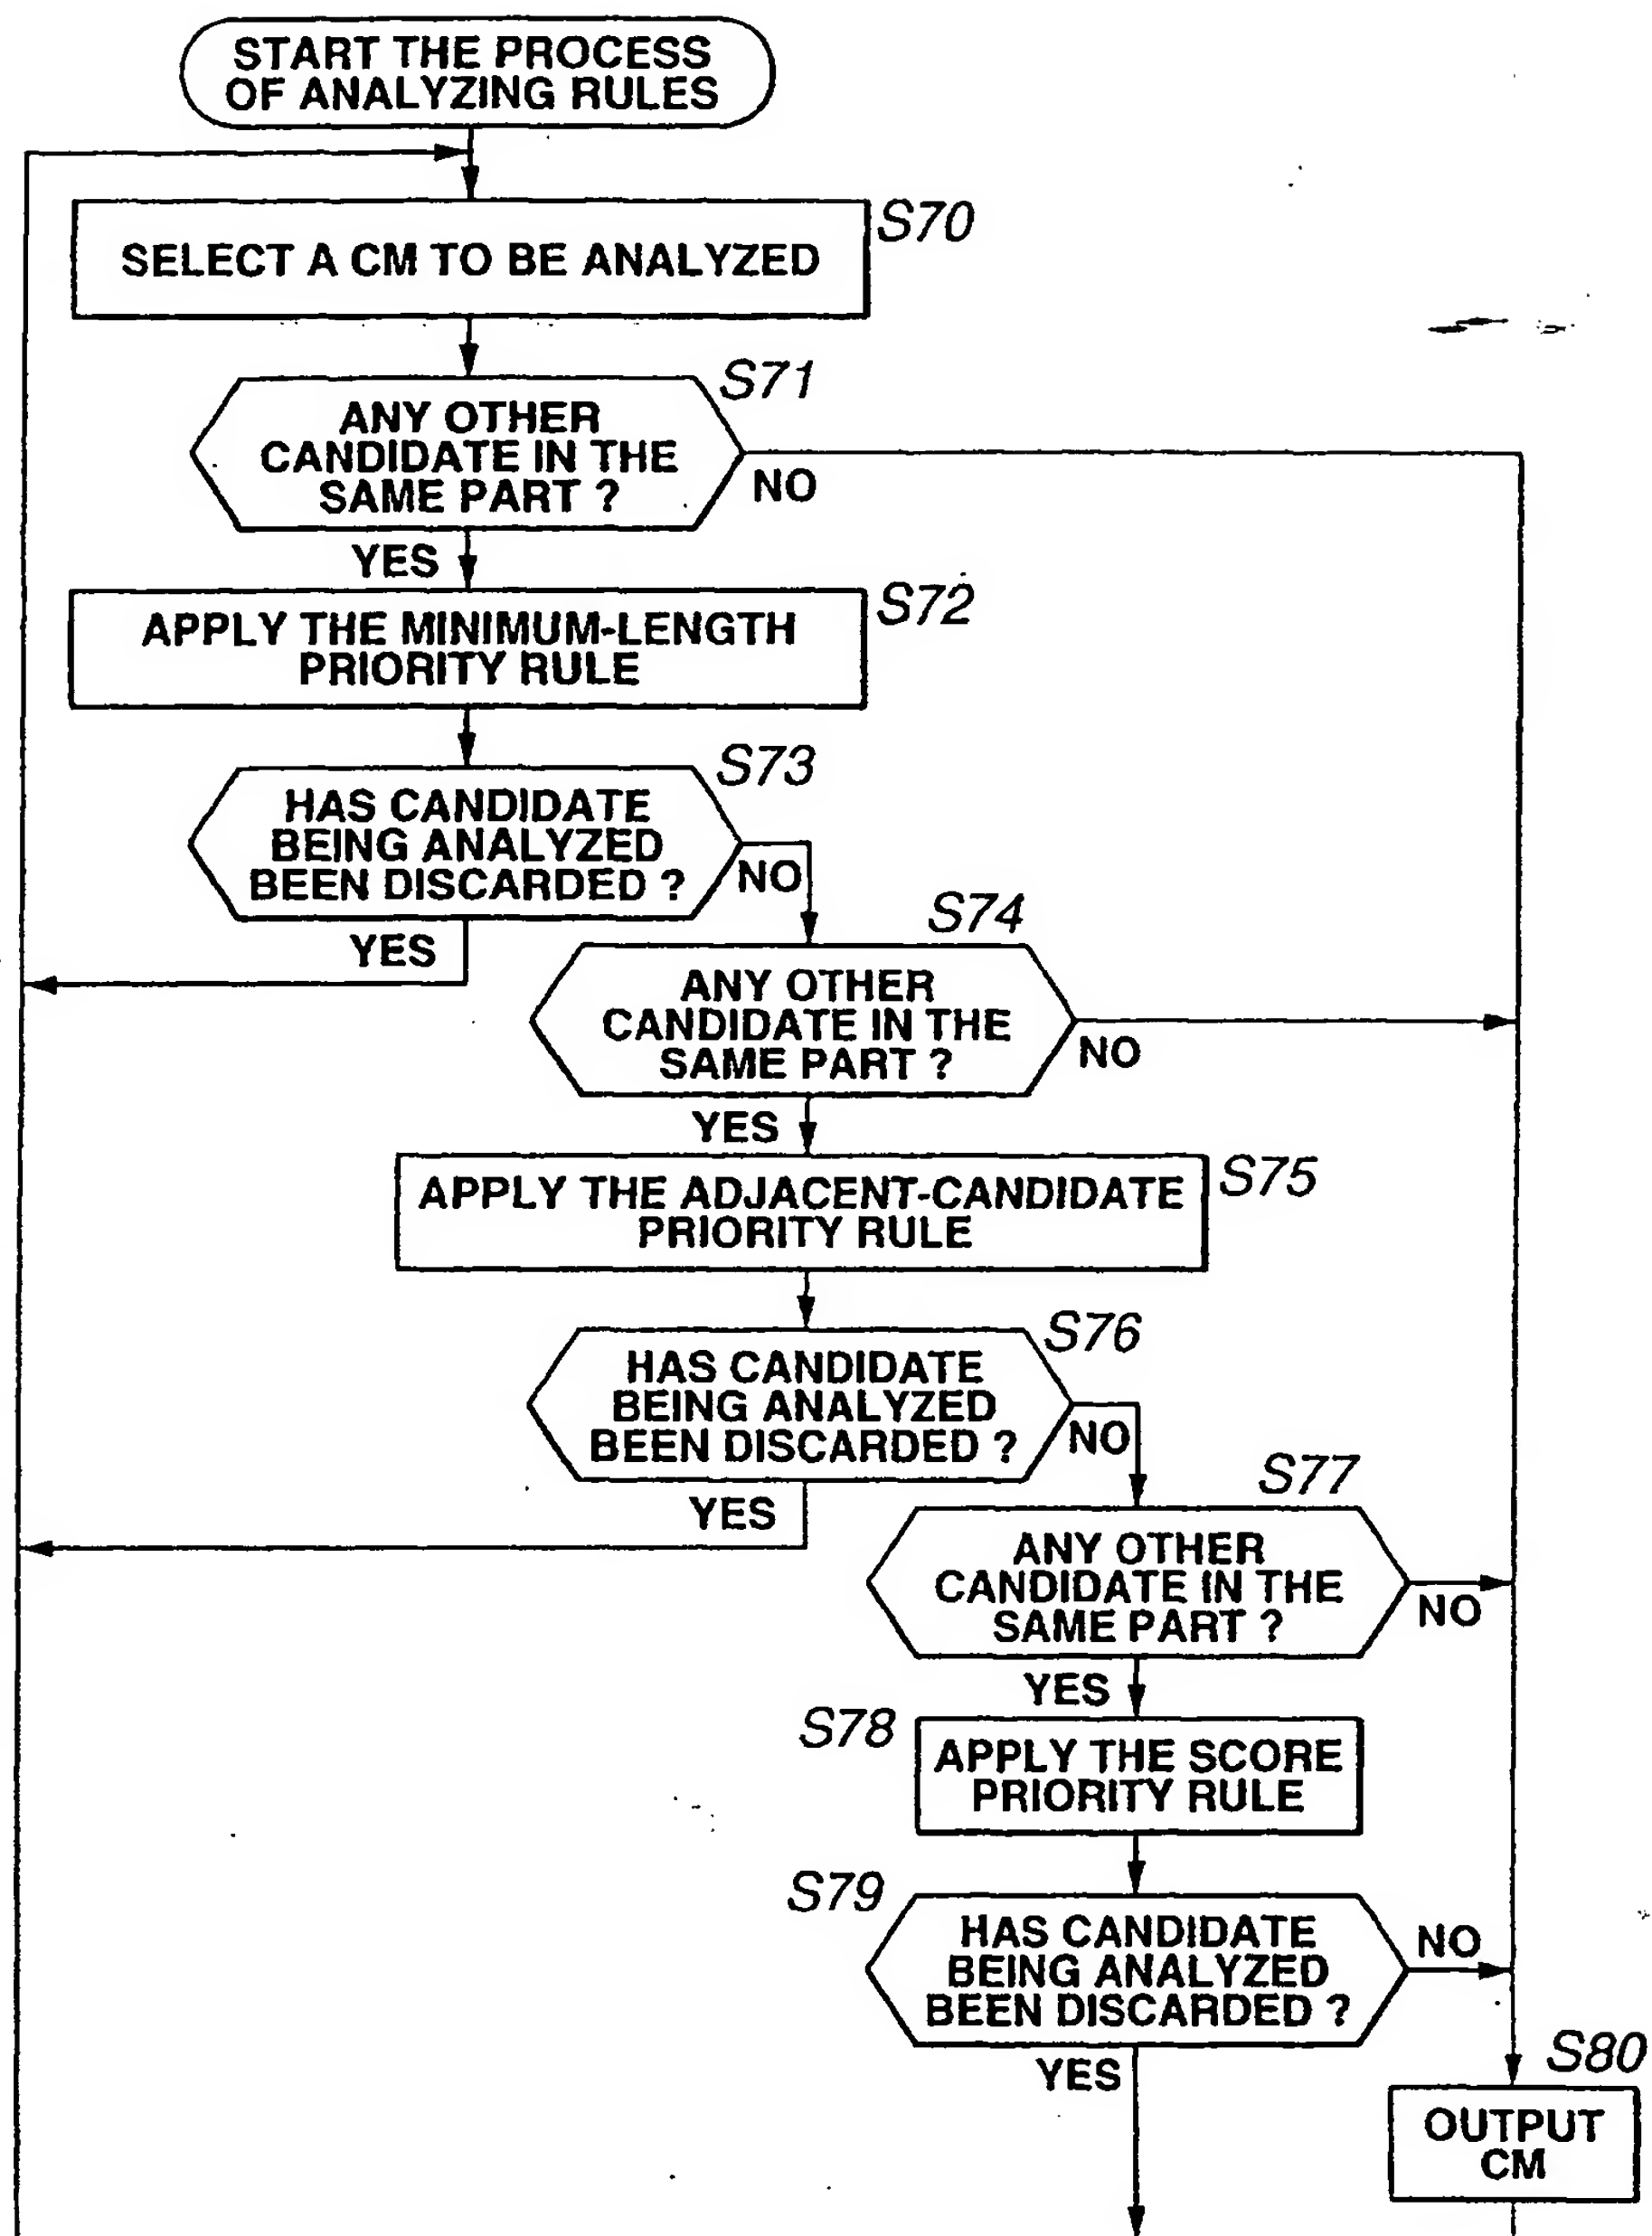 START THE PROCESS
OF ANALYZING RULES
S70
SELECT A CM TO BE ANALYZED
S71
ANY OTHER
CANDIDATE IN THE
SAME PART ?
NO
YES
S72
APPLY THE MINIMUM-LENGTH
PRIORITY RULE
S73
HAS CANDIDATE
BEING ANALYZED
BEEN DISCARDED ?
NO
YES
S74
ANY OTHER
CANDIDATE IN THE
SAME PART ?
NO
YES
S75
APPLY THE ADJACENT-CANDIDATE
PRIORITY RULE
S76
HAS CANDIDATE
BEING ANALYZED
BEEN DISCARDED ?
NO
YES
S77
ANY OTHER
CANDIDATE IN THE
SAME PART ?
NO
YES
S78
APPLY THE SCORE
PRIORITY RULE
S79
HAS CANDIDATE
BEING ANALYZED
BEEN DISCARDED ?
NO
YES
S80
OUTPUT
CM